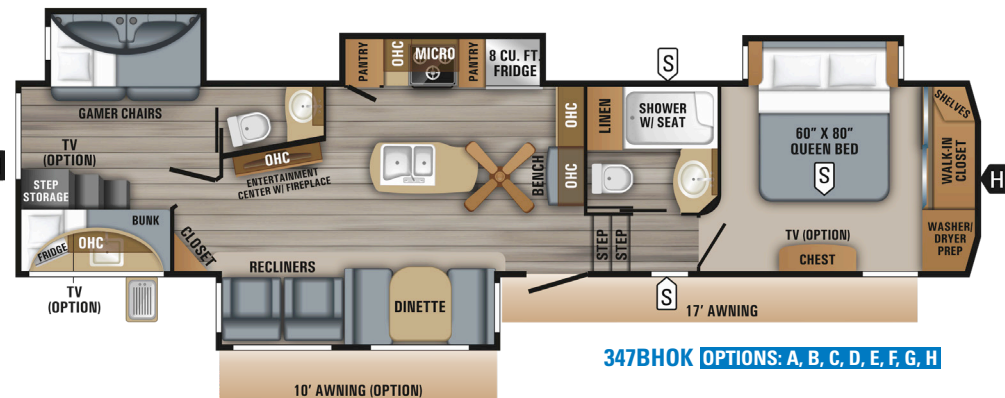 GAMER CHAIRS
TV
(OPTION)
STEP
STORAGE
BUNK
FRIDGE
OHC
TV
(OPTION)
CLOSET
OHC
ENTERTAINMENT
CENTER W/ FIREPLACE
RECLINERS
DINETTE
10' AWNING (OPTION)
PANTRY
OHC
MICRO
PANTRY
8 CU. FT.
FRIDGE
OHC
BENCH
OHC
LINEN
SHOWER
W/ SEAT
S
STEP
STEP
S
17' AWNING
60" X 80"
QUEEN BED
S
TV (OPTION)
CHEST
SHELVES
WALK-IN
CLOSET
WASHER/
DRYER
PREP
H
347BHOK OPTIONS: A, B, C, D, E, F, G, H